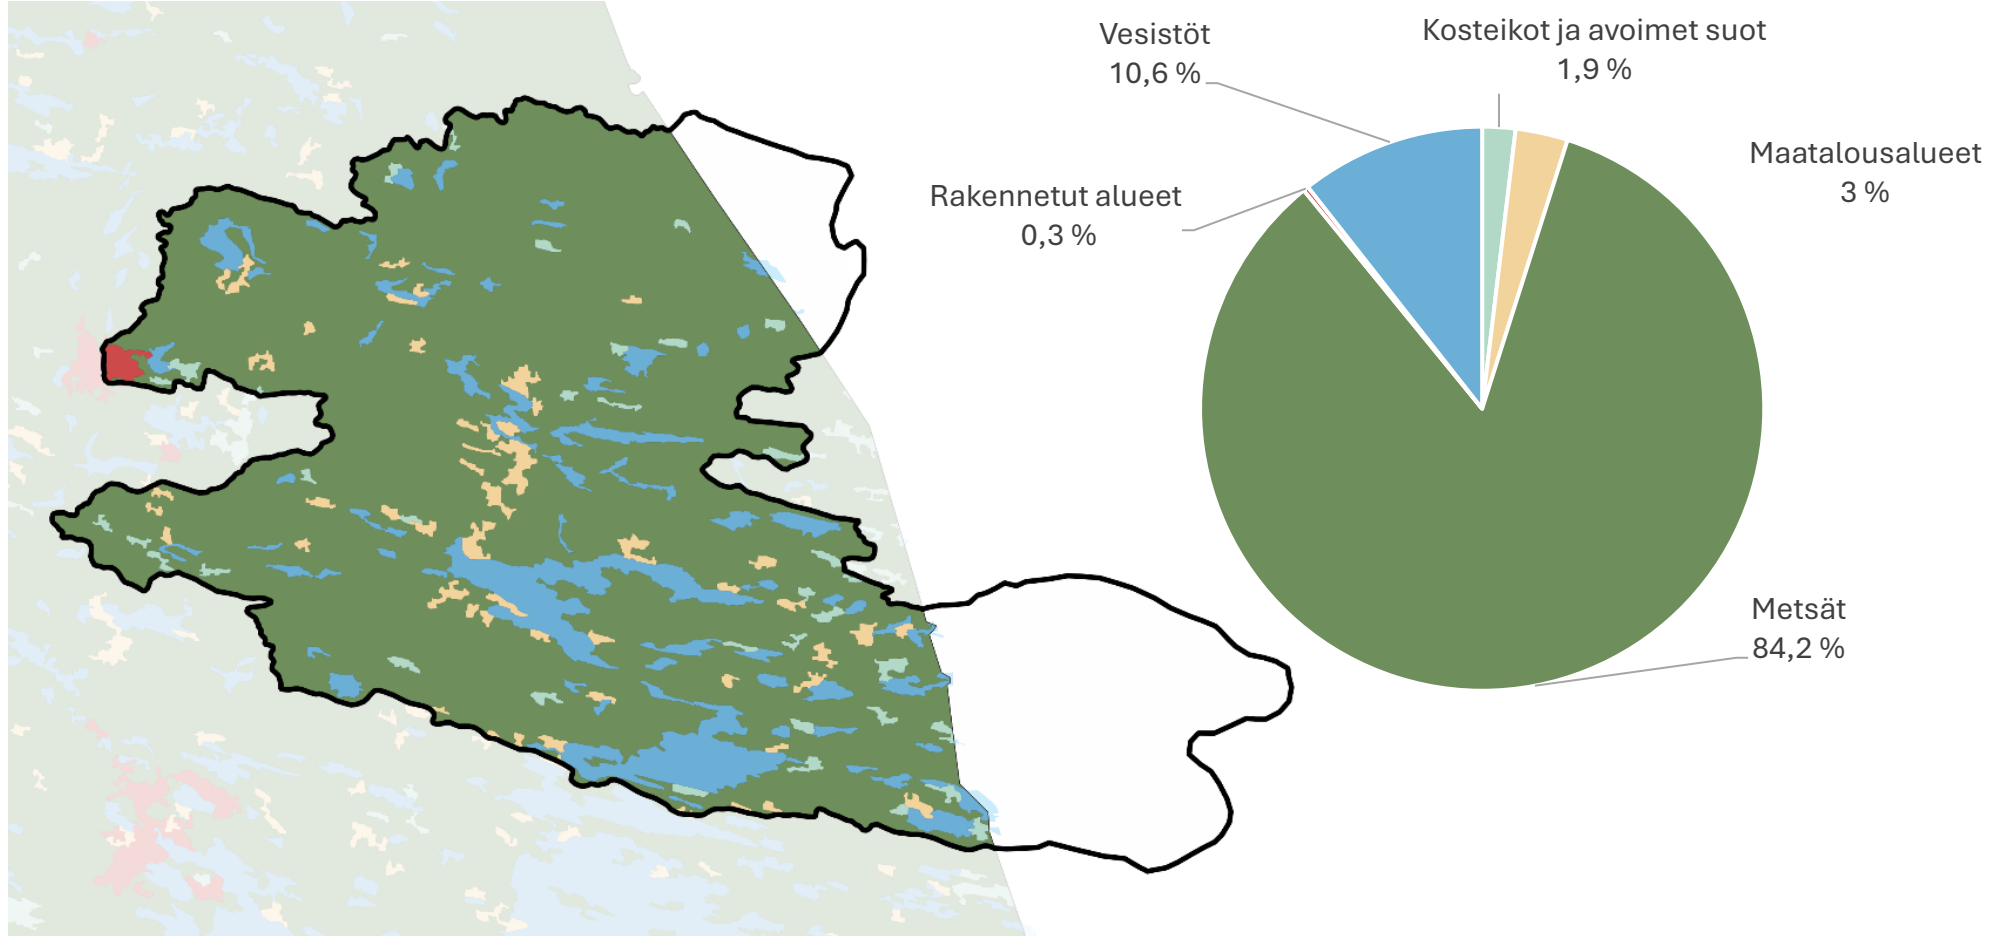 Vesistöt
10,6 %
Kosteikot ja avoimet suot
1,9 %
Maatalousalueet
3 %
Rakennetut alueet
0,3 %
Metsät
84,2 %